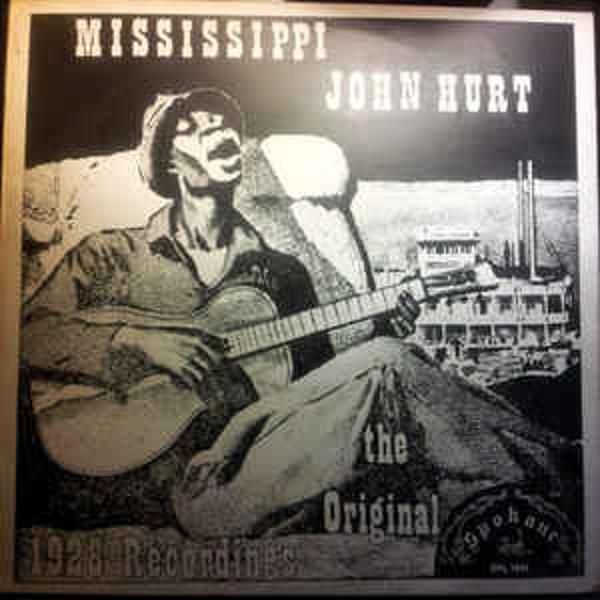 MISSISSIPPI
JOHN HURT
the
Original
1928 Recordings
Spokane